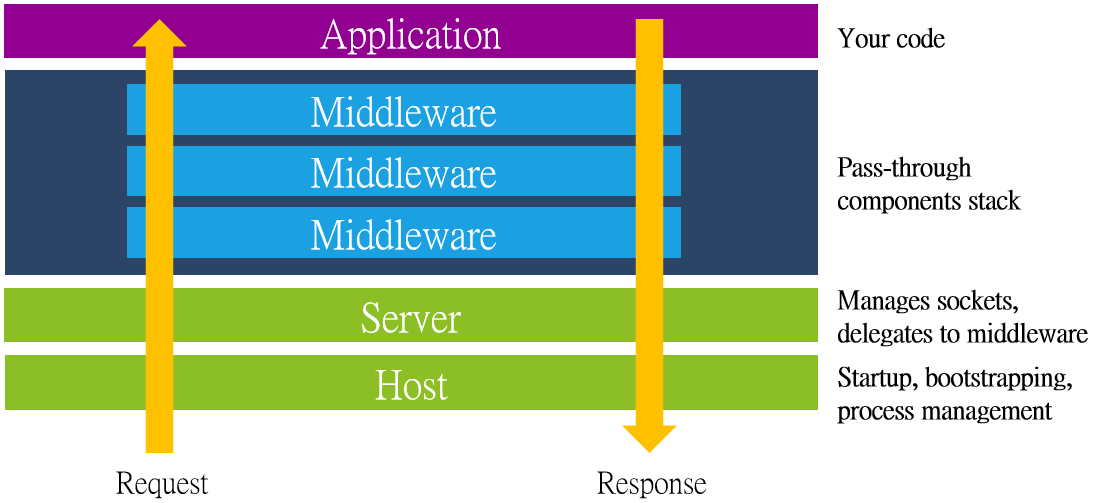 Application
Your code
Middleware
Middleware
Middleware
Pass-through
components stack
Server
Manages sockets,
delegates to middleware
Host
Startup, bootstrapping,
process management
Request
Response